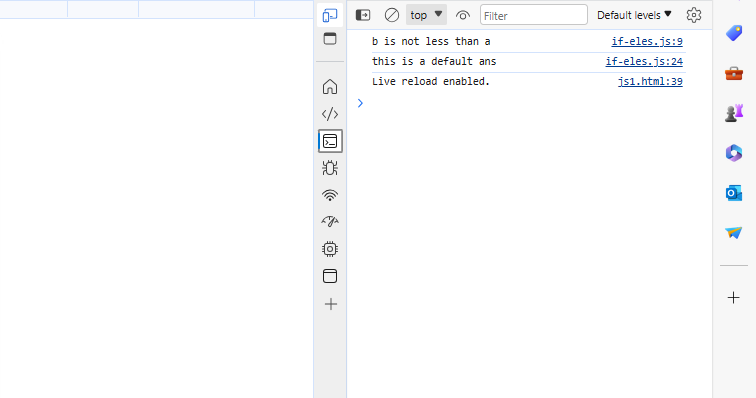 top
Filter
Default levels
b is not less than a if-eles.js:9
this is a default ans if-eles.js:24
Live reload enabled. js1.html:39